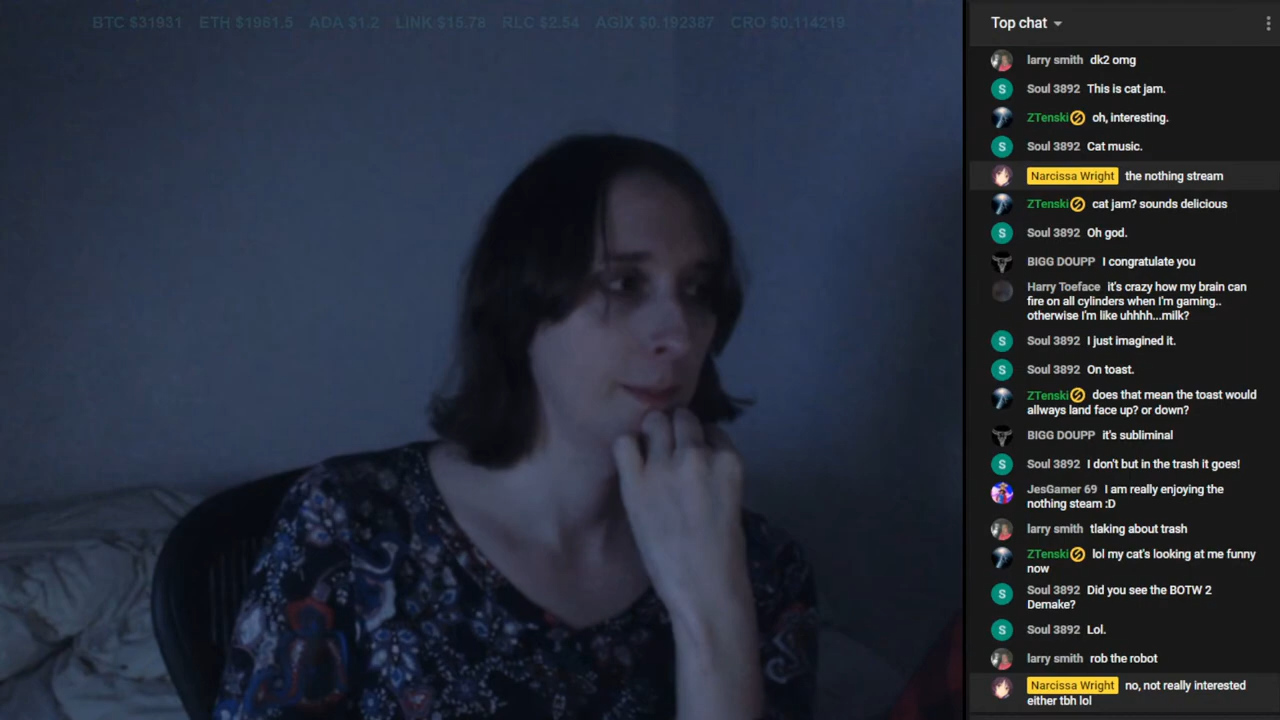 BTC $31931 ETH $1961.5 ADA $1.2 LINK $15.78 RLC $2.54 AGIX $0.192387 CRO $0.114219
Top chat
larry smith dk2 omg
S Soul 3892 This is cat jam.
ZTenski oh, interesting.
S Soul 3892 Cat music.
Narcissa Wright the nothing stream
ZTenski cat jam? sounds delicious
S Soul 3892 Oh god.
BIGG DOUPP I congratulate you
Harry Toeface it's crazy how my brain can
fire on all cylinders when I'm gaming..
otherwise I'm like uhhhh...milk?
S Soul 3892 I just imagined it.
S Soul 3892 On toast.
ZTenski does that mean the toast would
allways land face up? or down?
BIGG DOUPP it's subliminal
S Soul 3892 I don't but in the trash it goes!
JesGamer 69 I am really enjoying the
nothing steam :D
larry smith tlaking about trash
ZTenski lol my cat's looking at me funny
now
S Soul 3892 Did you see the BOTW 2
Demake?
S Soul 3892 Lol.
larry smith rob the robot
Narcissa Wright no, not really interested
either tbh lol